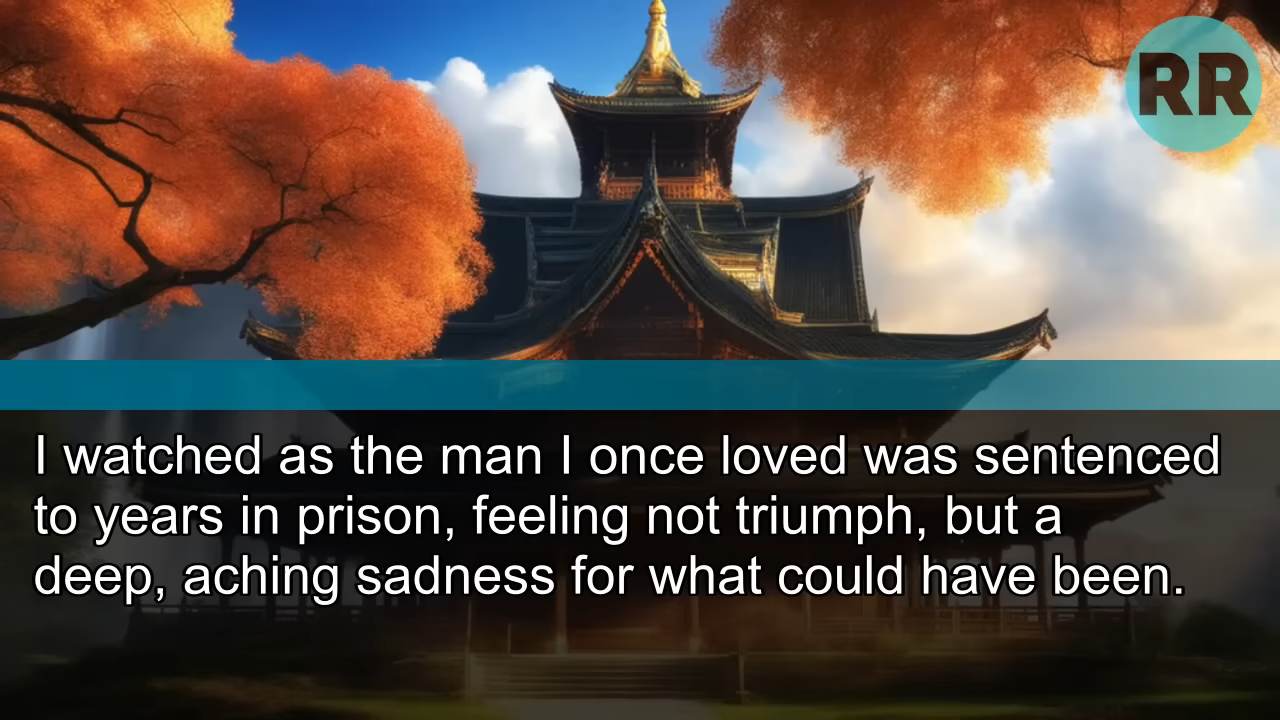 RR
I watched as the man I once loved was sentenced
to years in prison, feeling not triumph, but a
deep, aching sadness for what could have been.